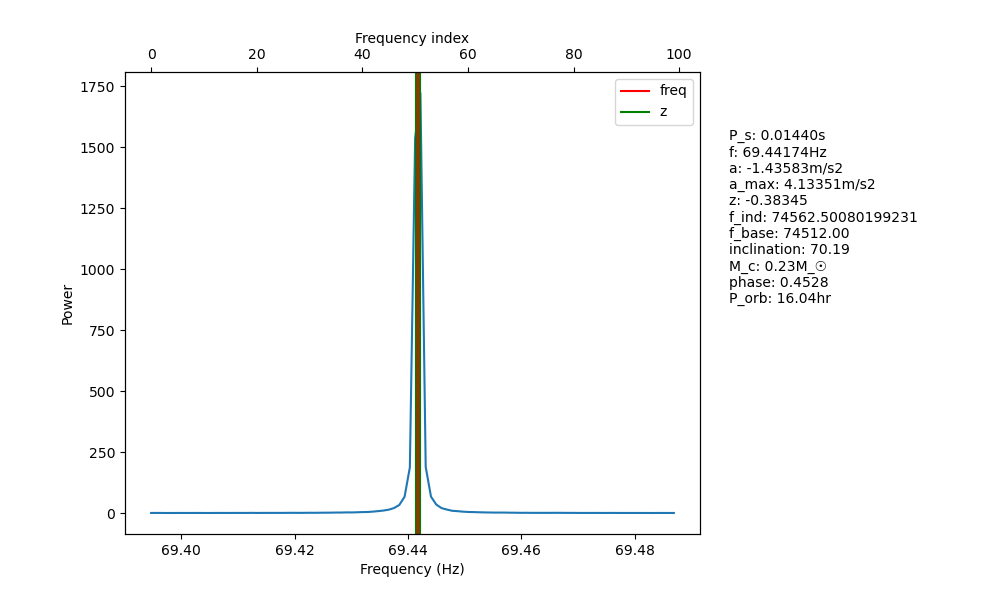 Frequency index
0 20 40 60 80 100
1750
1500
1250
1000
750
500
250
0
Power
freq
z
69.40 69.42 69.44 69.46 69.48
Frequency (Hz)
P_s: 0.01440s
f: 69.44174Hz
a: -1.43583m/s2
a_max: 4.13351m/s2
z: -0.38345
f_ind: 74562.50080199231
f_base: 74512.00
inclination: 70.19
M_c: 0.23M_☉
phase: 0.4528
P_orb: 16.04hr